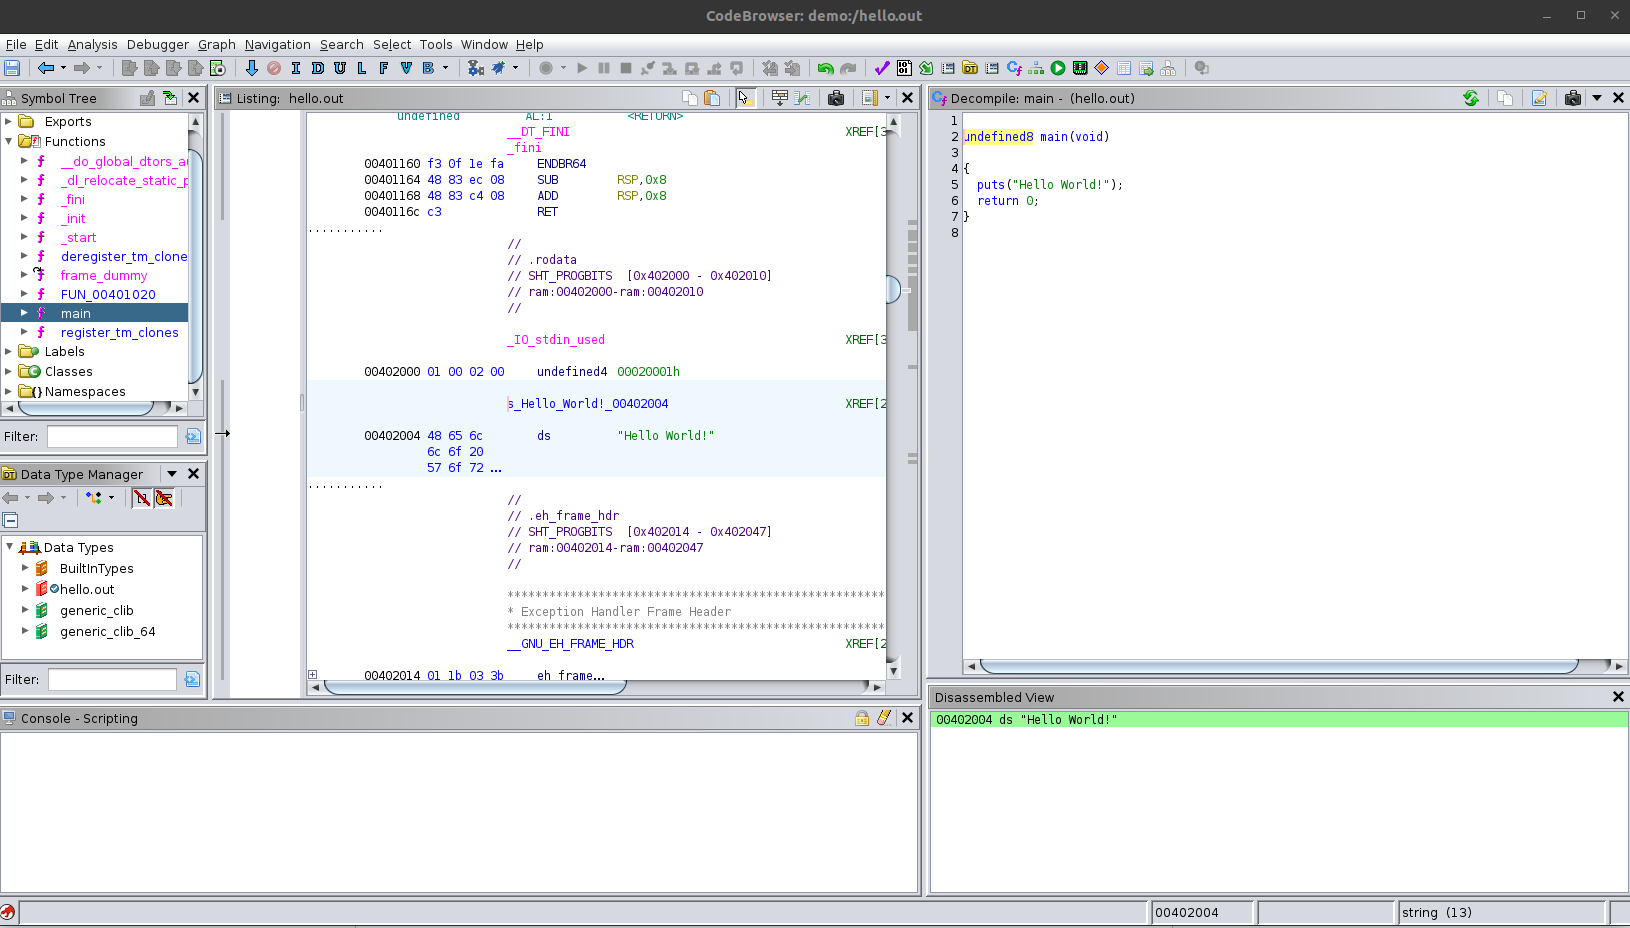 CodeBrowser: demo:/hello.out
File Edit Analysis Debugger Graph Navigation Search Select Tools Window Help
I D U L F V B
Symbol Tree
Exports
Functions
__do_global_dtors_au
_dl_relocate_static_p
_fini
_init
_start
deregister_tm_clone
frame_dummy
FUN_00401020
main
register_tm_clones
Labels
Classes
Namespaces
Filter:
Data Type Manager
Data Types
BuiltInTypes
hello.out
generic_clib
generic_clib_64
Filter:
Listing: hello.out
undefined AL:1 <RETURN>
__DT_FINI XREF[3
_fini
00401160 f3 0f 1e fa ENDBR64
00401164 48 83 ec 08 SUB RSP,0x8
00401168 48 83 c4 08 ADD RSP,0x8
0040116c c3 RET
...........
//
// .rodata
// SHT_PROGBITS [0x402000 - 0x402010]
// ram:00402000-ram:00402010
//
_IO_stdin_used XREF[3
00402000 01 00 02 00 undefined4 00020001h
s_Hello_World!_00402004 XREF[2
00402004 48 65 6c ds "Hello World!"
6c 6f 20
57 6f 72 ...
...........
//
// .eh_frame_hdr
// SHT_PROGBITS [0x402014 - 0x402047]
// ram:00402014-ram:00402047
//
******************************************************
* Exception Handler Frame Header
******************************************************
__GNU_EH_FRAME_HDR XREF[2
00402014 01 1b 03 3b eh_frame...
Decompile: main - (hello.out)
1
2 undefined8 main(void)
3
4 {
5 puts("Hello World!");
6 return 0;
7 }
8
Console - Scripting
Disassembled View
00402004 ds "Hello World!"
00402004
string (13)